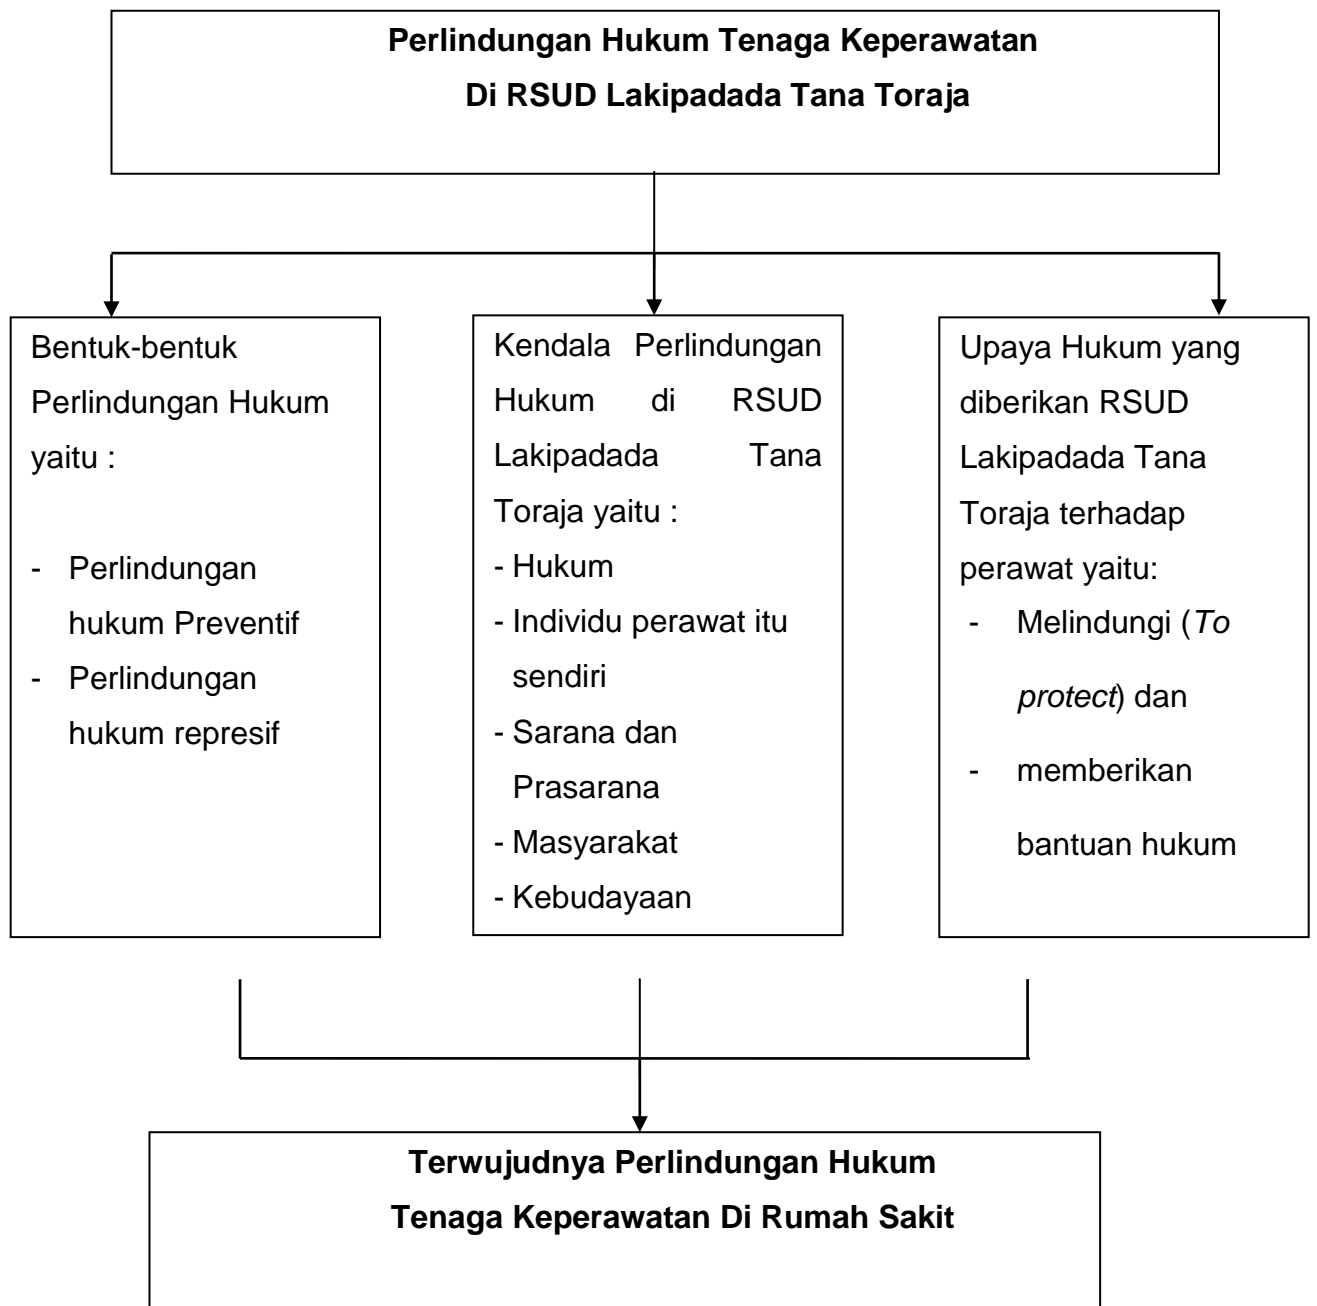 Perlindungan Hukum Tenaga Keperawatan
Di RSUD Lakipadada Tana Toraja
Bentuk-bentuk
Perlindungan Hukum
yaitu :
- Perlindungan
hukum Preventif
- Perlindungan
hukum represif
Kendala Perlindungan
Hukum di RSUD
Lakipadada Tana
Toraja yaitu :
- Hukum
- Individu perawat itu
sendiri
- Sarana dan
Prasarana
- Masyarakat
- Kebudayaan
Upaya Hukum yang
diberikan RSUD
Lakipadada Tana
Toraja terhadap
perawat yaitu:
- Melindungi (To
protect) dan
- memberikan
bantuan hukum
Terwujudnya Perlindungan Hukum
Tenaga Keperawatan Di Rumah Sakit